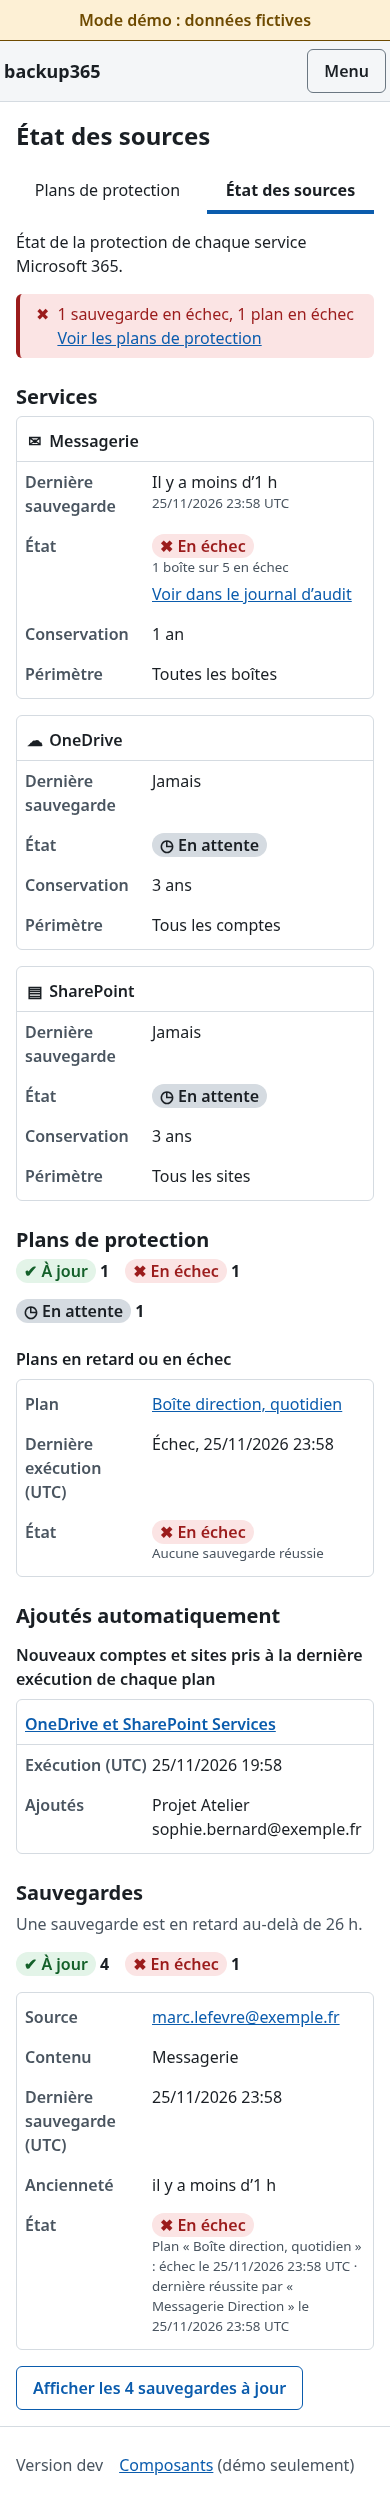 Mode démo : données fictives
backup365
Menu
État des sources
Plans de protection
État des sources
État de la protection de chaque service
Microsoft 365.
✖ 1 sauvegarde en échec, 1 plan en échec
Voir les plans de protection
Services
✉ Messagerie
Dernière
sauvegarde
Il y a moins d’1 h
25/11/2026 23:58 UTC
État
✖ En échec
1 boîte sur 5 en échec
Voir dans le journal d’audit
Conservation
1 an
Périmètre
Toutes les boîtes
☁ OneDrive
Dernière
sauvegarde
Jamais
État
◷ En attente
Conservation
3 ans
Périmètre
Tous les comptes
▤ SharePoint
Dernière
sauvegarde
Jamais
État
◷ En attente
Conservation
3 ans
Périmètre
Tous les sites
Plans de protection
✔ À jour 1 ✖ En échec 1
◷ En attente 1
Plans en retard ou en échec
Plan
Boîte direction, quotidien
Dernière
exécution
(UTC)
Échec, 25/11/2026 23:58
État
✖ En échec
Aucune sauvegarde réussie
Ajoutés automatiquement
Nouveaux comptes et sites pris à la dernière
exécution de chaque plan
OneDrive et SharePoint Services
Exécution (UTC) 25/11/2026 19:58
Ajoutés
Projet Atelier
sophie.bernard@exemple.fr
Sauvegardes
Une sauvegarde est en retard au-delà de 26 h.
✔ À jour 4 ✖ En échec 1
Source
marc.lefevre@exemple.fr
Contenu
Messagerie
Dernière
sauvegarde
(UTC)
25/11/2026 23:58
Ancienneté
il y a moins d’1 h
État
✖ En échec
Plan « Boîte direction, quotidien »
: échec le 25/11/2026 23:58 UTC ·
dernière réussite par «
Messagerie Direction » le
25/11/2026 23:58 UTC
Afficher les 4 sauvegardes à jour
Version dev Composants (démo seulement)